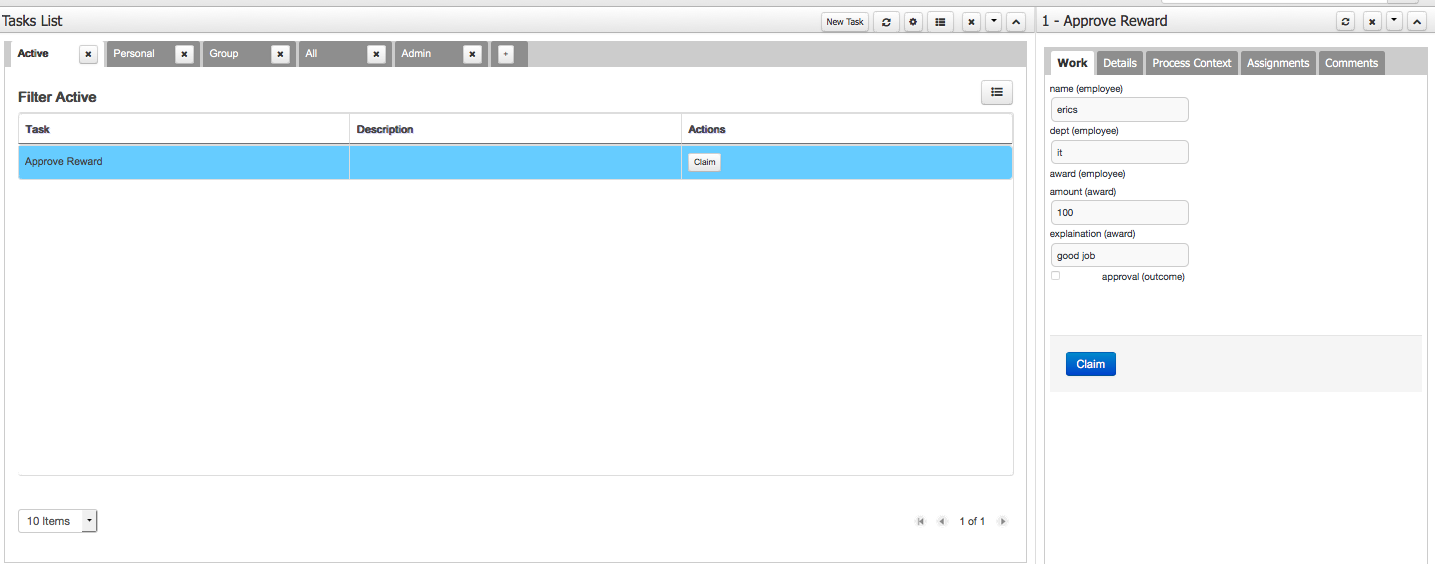 Tasks List
New Task
1 - Approve Reward
Active
Personal
Group
All
Admin
+
Work
Details
Process Context
Assignments
Comments
Filter Active
Task
Description
Actions
Approve Reward
Claim
name (employee)
erics
dept (employee)
it
award (employee)
amount (award)
100
explaination (award)
good job
approval (outcome)
Claim
10 Items
1 of 1